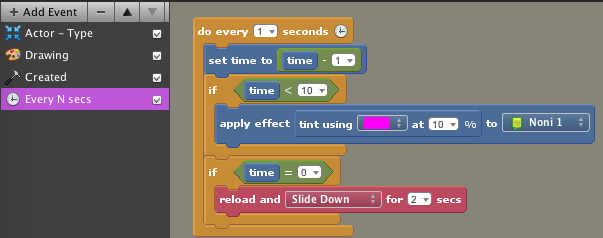 + Add Event
Actor - Type
Drawing
Created
Every N secs
do every 1 seconds
set time to time - 1
if time < 10
apply effect tint using at 10 % to Noni 1
if time = 0
reload and Slide Down for 2 secs